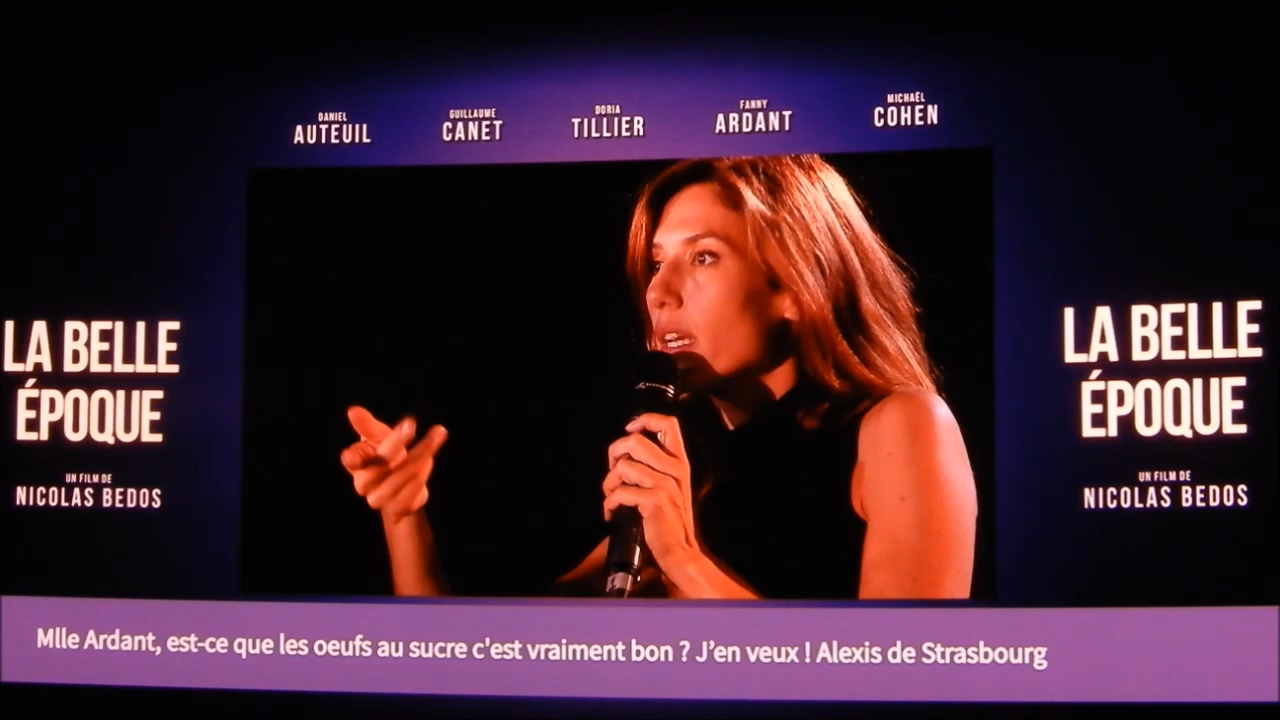 DANIEL
AUTEUIL
GUILLAUME
CANET
DORIA
TILLIER
FANNY
ARDANT
MICHAËL
COHEN
LA BELLE
ÉPOQUE
UN FILM DE
NICOLAS BEDOS
LA BELLE
ÉPOQUE
UN FILM DE
NICOLAS BEDOS
Mlle Ardant, est-ce que les oeufs au sucre c'est vraiment bon ? J'en veux ! Alexis de Strasbourg